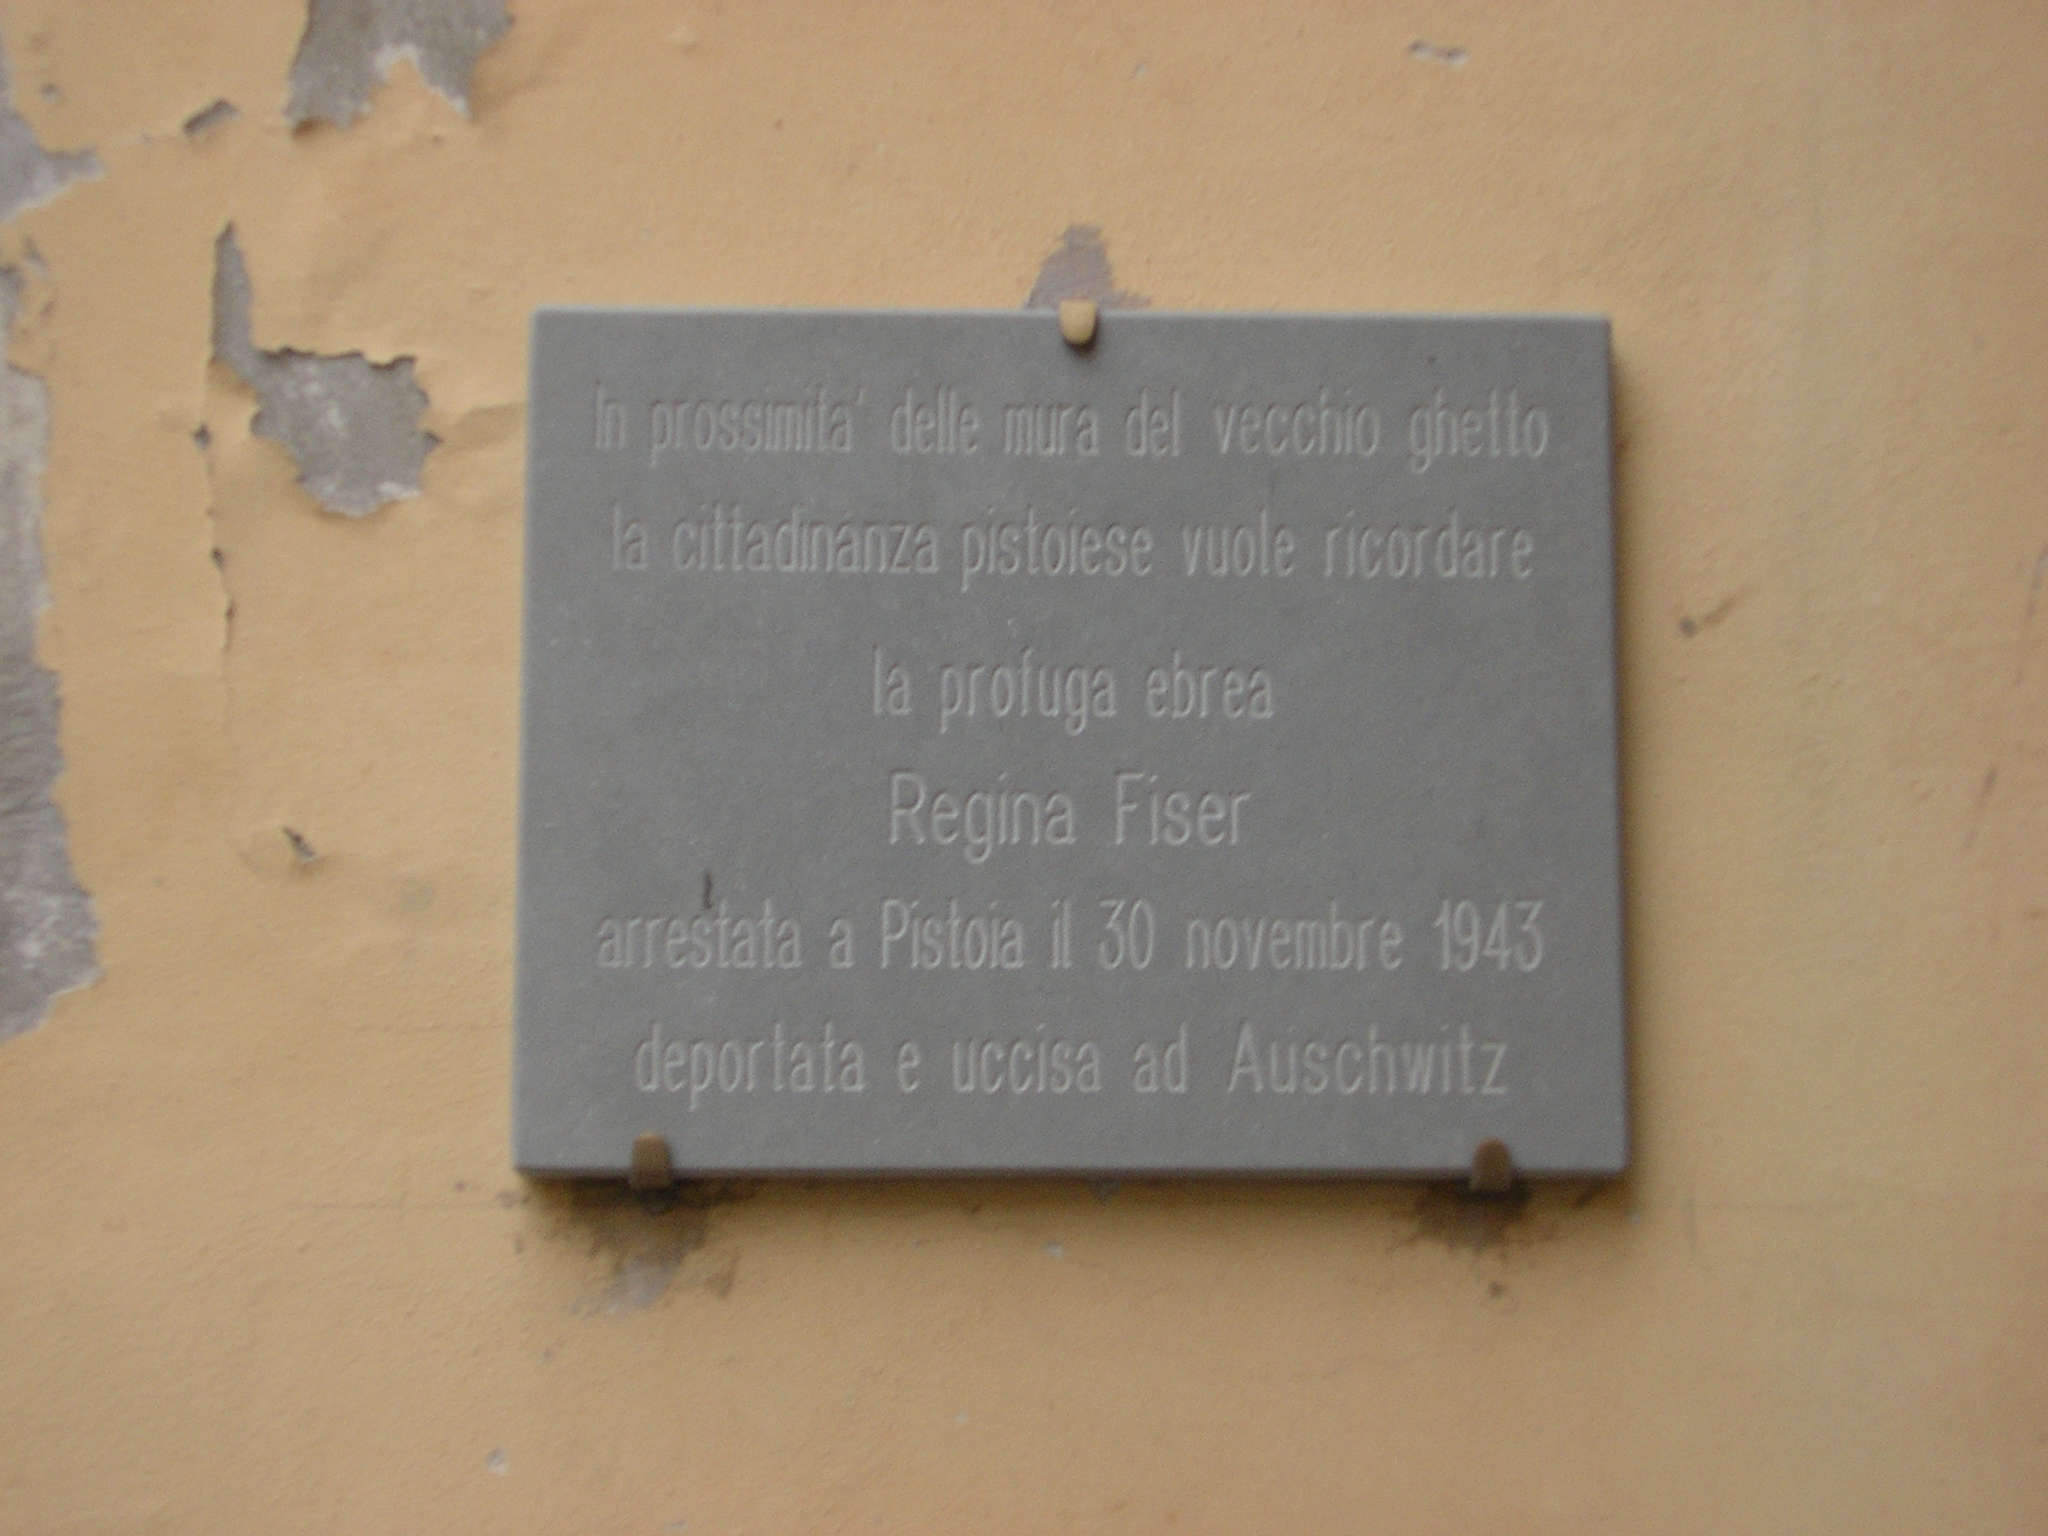 In prossimita' delle mura del vecchio ghetto
la cittadinanza pistoiese vuole ricordare
la profuga ebrea
Regina Fiser
arrestata a Pistoia il 30 novembre 1943
deportata e uccisa ad Auschwitz